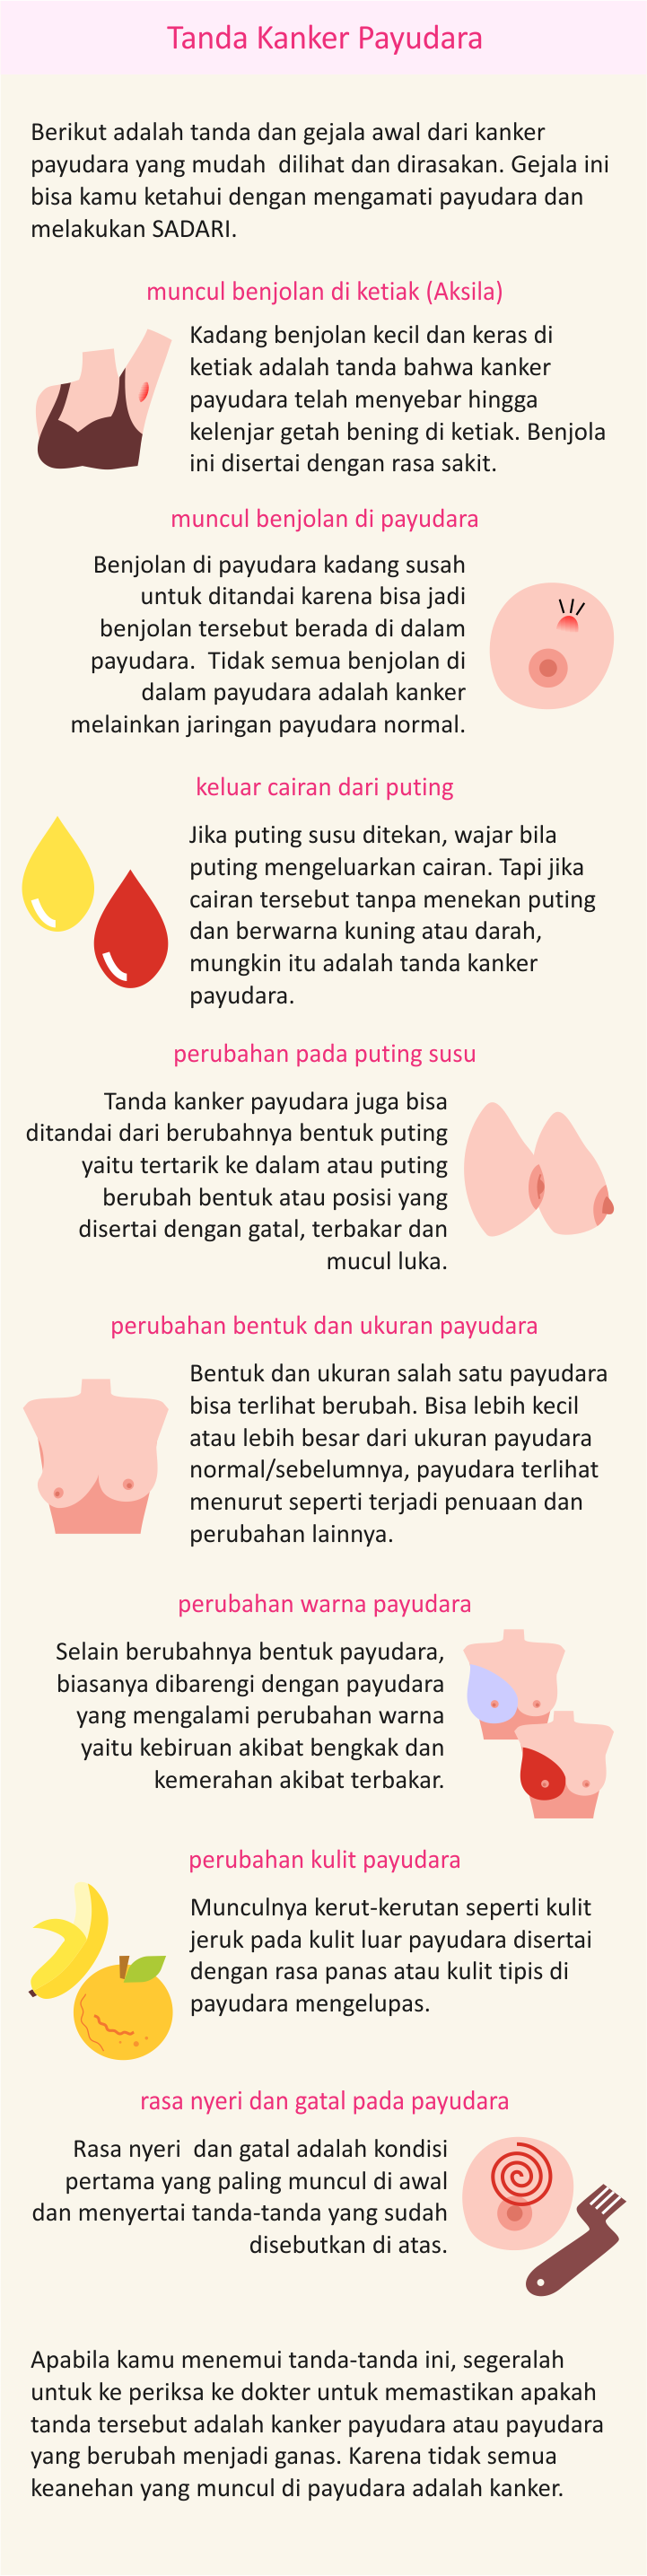 Tanda Kanker Payudara
Berikut adalah tanda dan gejala awal dari kanker
payudara yang mudah  dilihat dan dirasakan. Gejala ini
bisa kamu ketahui dengan mengamati payudara dan
melakukan SADARI.
muncul benjolan di ketiak (Aksila)
Kadang benjolan kecil dan keras di
ketiak adalah tanda bahwa kanker
payudara telah menyebar hingga
kelenjar getah bening di ketiak. Benjola
ini disertai dengan rasa sakit.
muncul benjolan di payudara
Benjolan di payudara kadang susah
untuk ditandai karena bisa jadi
benjolan tersebut berada di dalam
payudara.  Tidak semua benjolan di
dalam payudara adalah kanker
melainkan jaringan payudara normal.
keluar cairan dari puting
Jika puting susu ditekan, wajar bila
puting mengeluarkan cairan. Tapi jika
cairan tersebut tanpa menekan puting
dan berwarna kuning atau darah,
mungkin itu adalah tanda kanker
payudara.
perubahan pada puting susu
Tanda kanker payudara juga bisa
ditandai dari berubahnya bentuk puting
yaitu tertarik ke dalam atau puting
berubah bentuk atau posisi yang
disertai dengan gatal, terbakar dan
mucul luka.
perubahan bentuk dan ukuran payudara
Bentuk dan ukuran salah satu payudara
bisa terlihat berubah. Bisa lebih kecil
atau lebih besar dari ukuran payudara
normal/sebelumnya, payudara terlihat
menurut seperti terjadi penuaan dan
perubahan lainnya.
perubahan warna payudara
Selain berubahnya bentuk payudara,
biasanya dibarengi dengan payudara
yang mengalami perubahan warna
yaitu kebiruan akibat bengkak dan
kemerahan akibat terbakar.
perubahan kulit payudara
Munculnya kerut-kerutan seperti kulit
jeruk pada kulit luar payudara disertai
dengan rasa panas atau kulit tipis di
payudara mengelupas.
rasa nyeri dan gatal pada payudara
Rasa nyeri  dan gatal adalah kondisi
pertama yang paling muncul di awal
dan menyertai tanda-tanda yang sudah
disebutkan di atas.
Apabila kamu menemui tanda-tanda ini, segeralah
untuk ke periksa ke dokter untuk memastikan apakah
tanda tersebut adalah kanker payudara atau payudara
yang berubah menjadi ganas. Karena tidak semua
keanehan yang muncul di payudara adalah kanker.